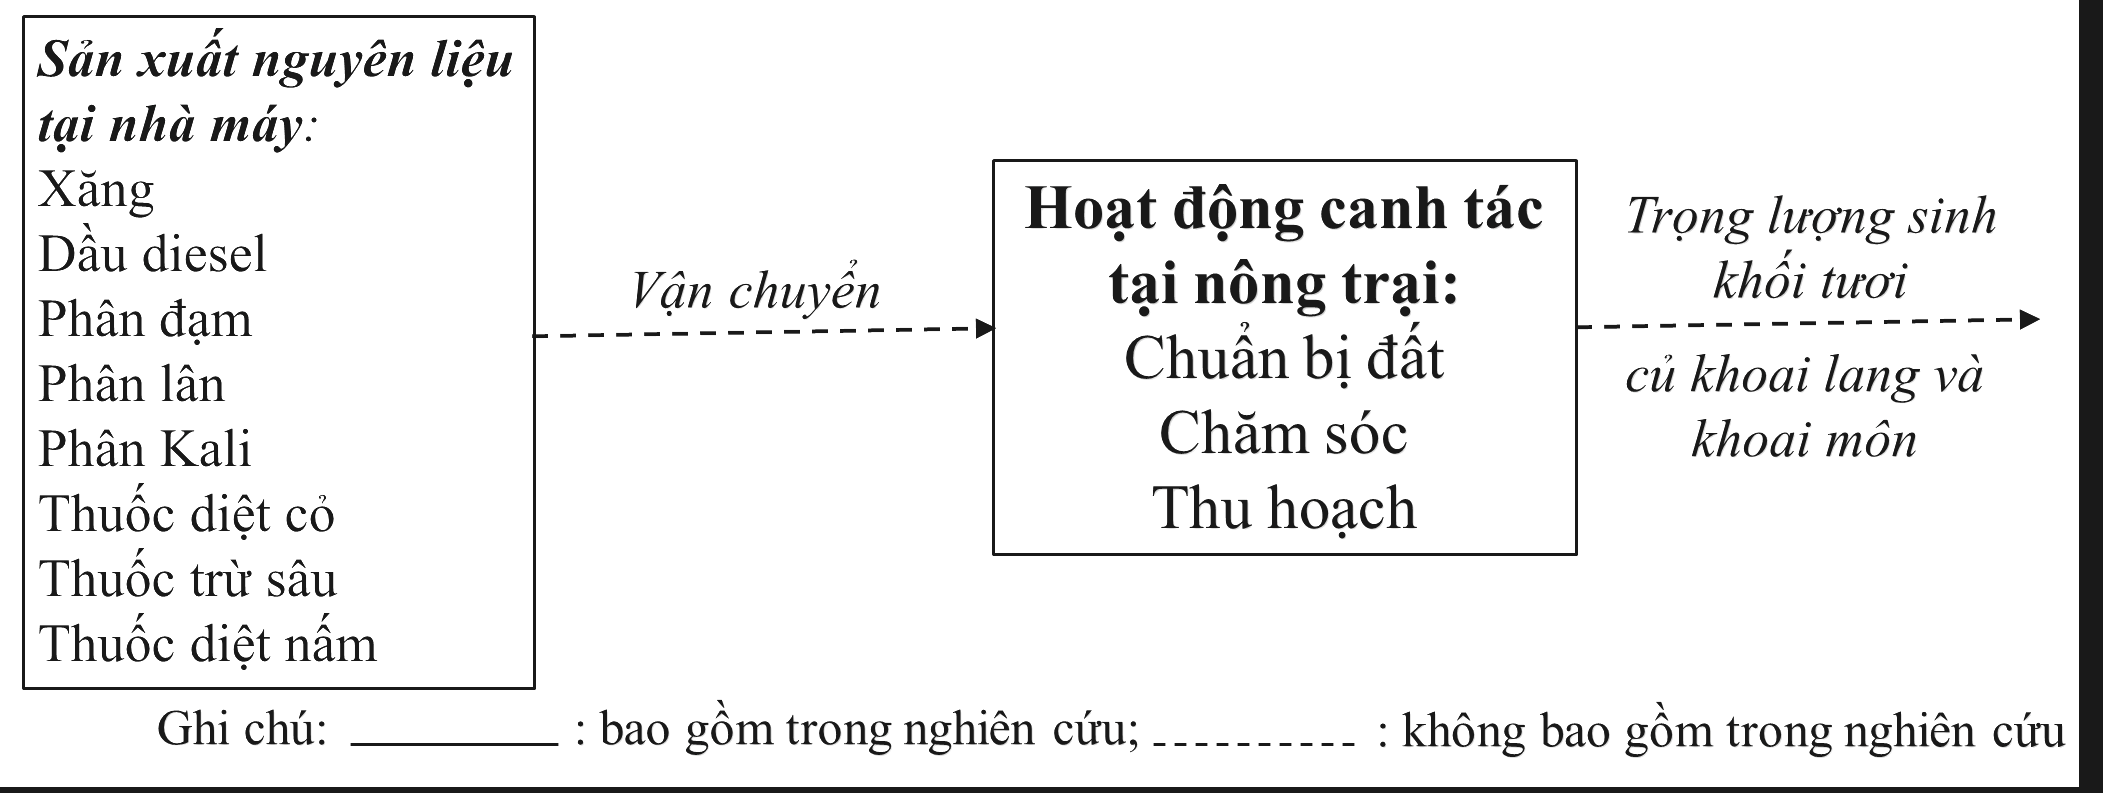 Sản xuất nguyên liệu
tại nhà máy:
Xăng
Dầu diesel
Phân đạm
Phân lân
Phân Kali
Thuốc diệt cỏ
Thuốc trừ sâu
Thuốc diệt nấm
Vận chuyển
Hoạt động canh tác
tại nông trại:
Chuẩn bị đất
Chăm sóc
Thu hoạch
Trọng lượng sinh
khối tươi
củ khoai lang và
khoai môn
Ghi chú: : bao gồm trong nghiên cứu; : không bao gồm trong nghiên cứu